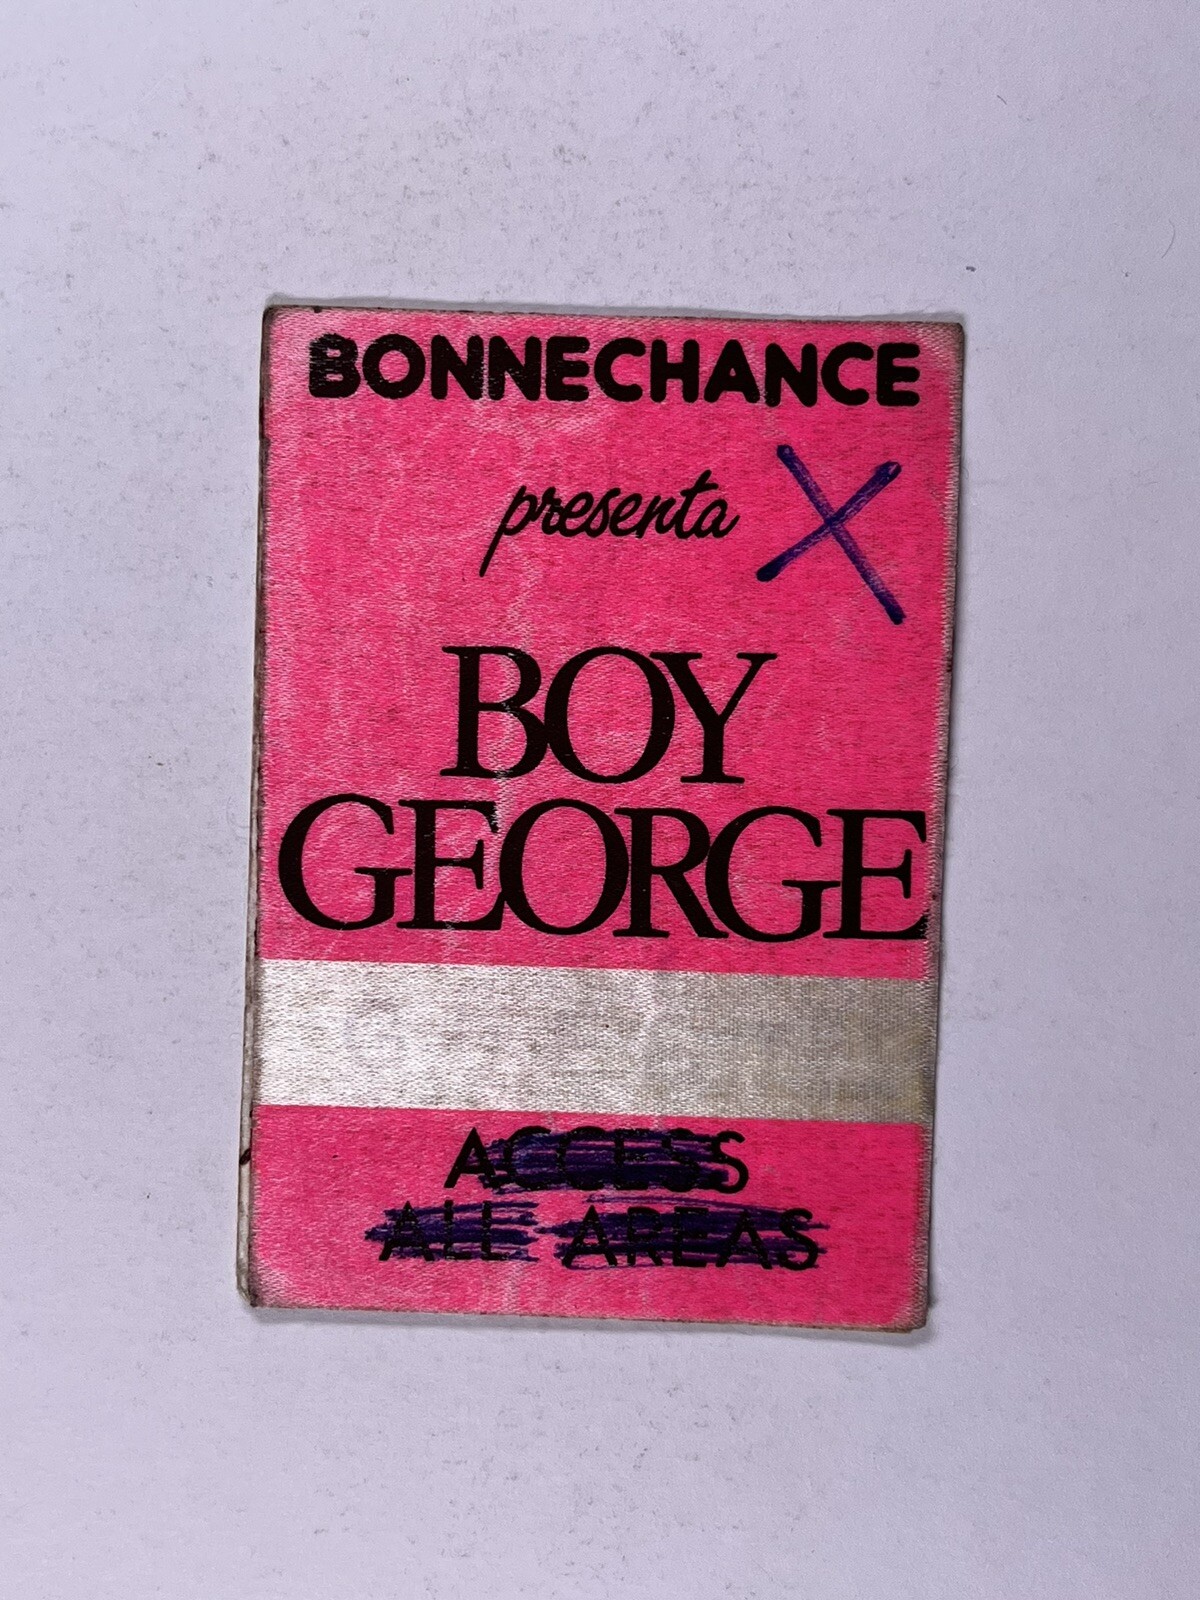 BONNECHANCE
presenta
X
BOY
GEORGE
ACCESS
ALL AREAS